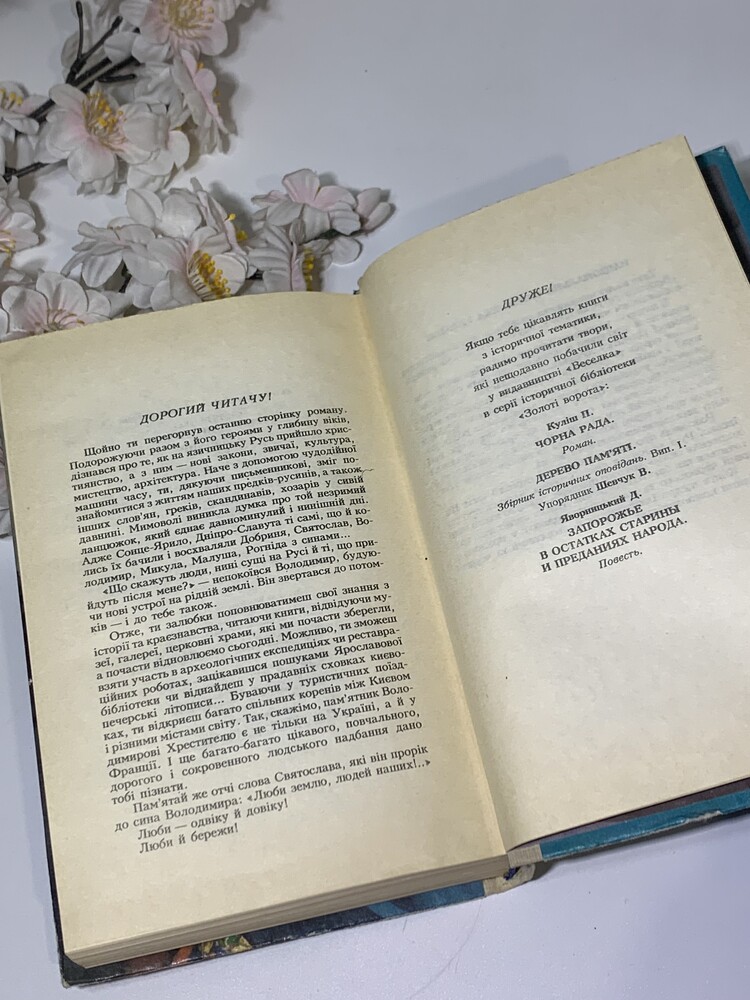 ДОРОГИЙ ЧИТАЧУ!
Щойно ти перегорнув останню сторінку роману.
Подорожуючи разом з його героями у глибину віків,
дізнався про те, як на язичницьку Русь прийшло хрис-
тиянство, а з ним — нові закони, звичаї, культура,
мистецтво, архітектура. Наче з допомогою чудодійної
машини часу, ти, дякуючи письменникові, зміг по-
знайомитися з життям наших предків-русинів, а також
інших слов'ян, греків, скандинавів, хозарів у сивій
давнині. Мимоволі виникла думка про той незримий
ланцюжок, який єднає давноминулий і нинішній дні.
Адже Сонце-Ярило, Дніпро-Славута ті самі, що й ко-
лись їх бачили і восхваляли Добриня, Святослав, Во-
лодимир, Микула, Малуша, Рогніда з синами...
«Що скажуть люди, нині сущі на Русі й ті, що при-
йдуть після мене?» — непокоївся Володимир, будую-
чи нові устрої на рідній землі. Він звертався до потом-
ків — і до тебе також.
Отже, ти залюбки поповнюватимеш свої знання з
історії та краєзнавства, читаючи книги, відвідуючи му-
зеї, галереї, церковні храми, які ми почасти зберегли,
а почасти відновлюємо сьогодні. Можливо, ти зможеш
взяти участь в археологічних експедиціях чи реставра-
ційних роботах, зацікавишся пошуками Ярославової
бібліотеки чи віднайдеш у прадавніх сховках києво-
печерські літописи... Буваючи у туристичних поїзд-
ках, ти відкриєш багато спільних коренів між Києвом
і різними містами світу. Так, скажімо, пам'ятник Воло-
димирові Хрестителю є не тільки на Україні, а й у
Франції. І ще багато-багато цікавого, повчального,
дорогого і сокровенного людського надбання дано
тобі пізнати.
Пам'ятай же отчі слова Святослава, які він прорік
до сина Володимира: «Люби землю, людей наших!..»
Люби — одвіку й довіку!
Люби й бережи!
ДРУЖЕ!
Якщо тебе цікавлять книги
з історичної тематики,
радимо прочитати твори,
які нещодавно побачили світ
у видавництві «Веселка»
в серії історичної бібліотеки
«Золоті ворота»:
Куліш П.
ЧОРНА РАДА.
Роман.
ДЕРЕВО ПАМ'ЯТІ.
Збірник історичних оповідань. Вип. 1.
Упорядник Шевчук В.
Яворницький Д.
ЗАПОРОЖЬЕ
В ОСТАТКАХ СТАРИНЫ
И ПРЕДАНИЯХ НАРОДА.
Повесть.